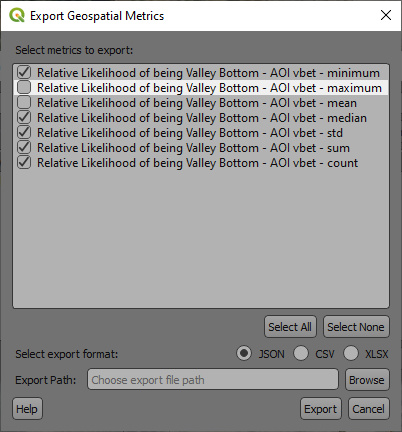 Export Geospatial Metrics
Select metrics to export:
Relative Likelihood of being Valley Bottom - AOI vbet - minimum
Relative Likelihood of being Valley Bottom - AOI vbet - maximum
Relative Likelihood of being Valley Bottom - AOI vbet - mean
Relative Likelihood of being Valley Bottom - AOI vbet - median
Relative Likelihood of being Valley Bottom - AOI vbet - std
Relative Likelihood of being Valley Bottom - AOI vbet - sum
Relative Likelihood of being Valley Bottom - AOI vbet - count
Select All Select None
Select export format: JSON CSV XLSX
Export Path: Choose export file path Browse
Help Export Cancel